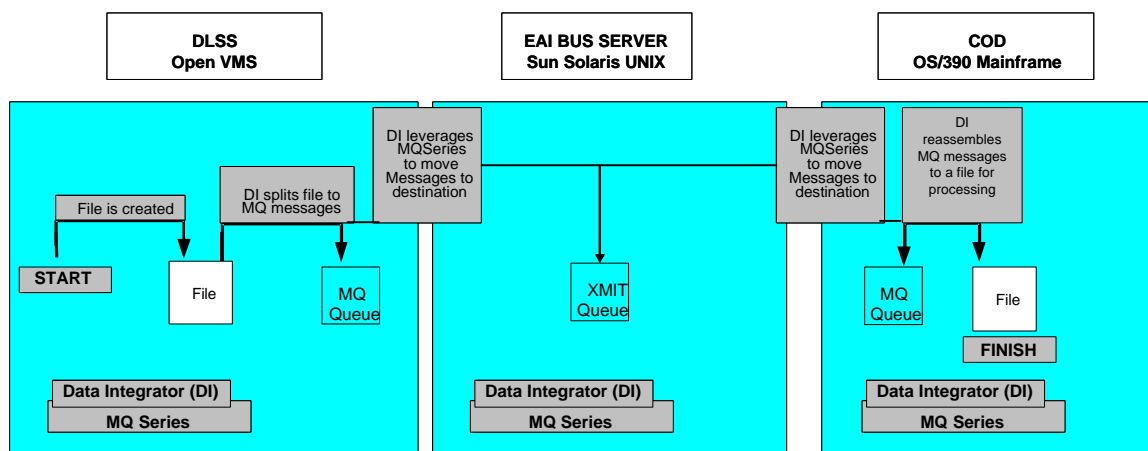 DLSS
Open VMS
EAI BUS SERVER
Sun Solaris UNIX
COD
OS/390 Mainframe
File is created
DI splits file to
MQ messages
DI leverages
MQSeries
to move
Messages to
destination
DI leverages
MQSeries
to move
Messages to
destination
DI
reassembles
MQ messages
to a file for
processing
START
File
MQ
Queue
XMIT
Queue
MQ
Queue
File
FINISH
Data Integrator (DI)
MQ Series
Data Integrator (DI)
MQ Series
Data Integrator (DI)
MQ Series